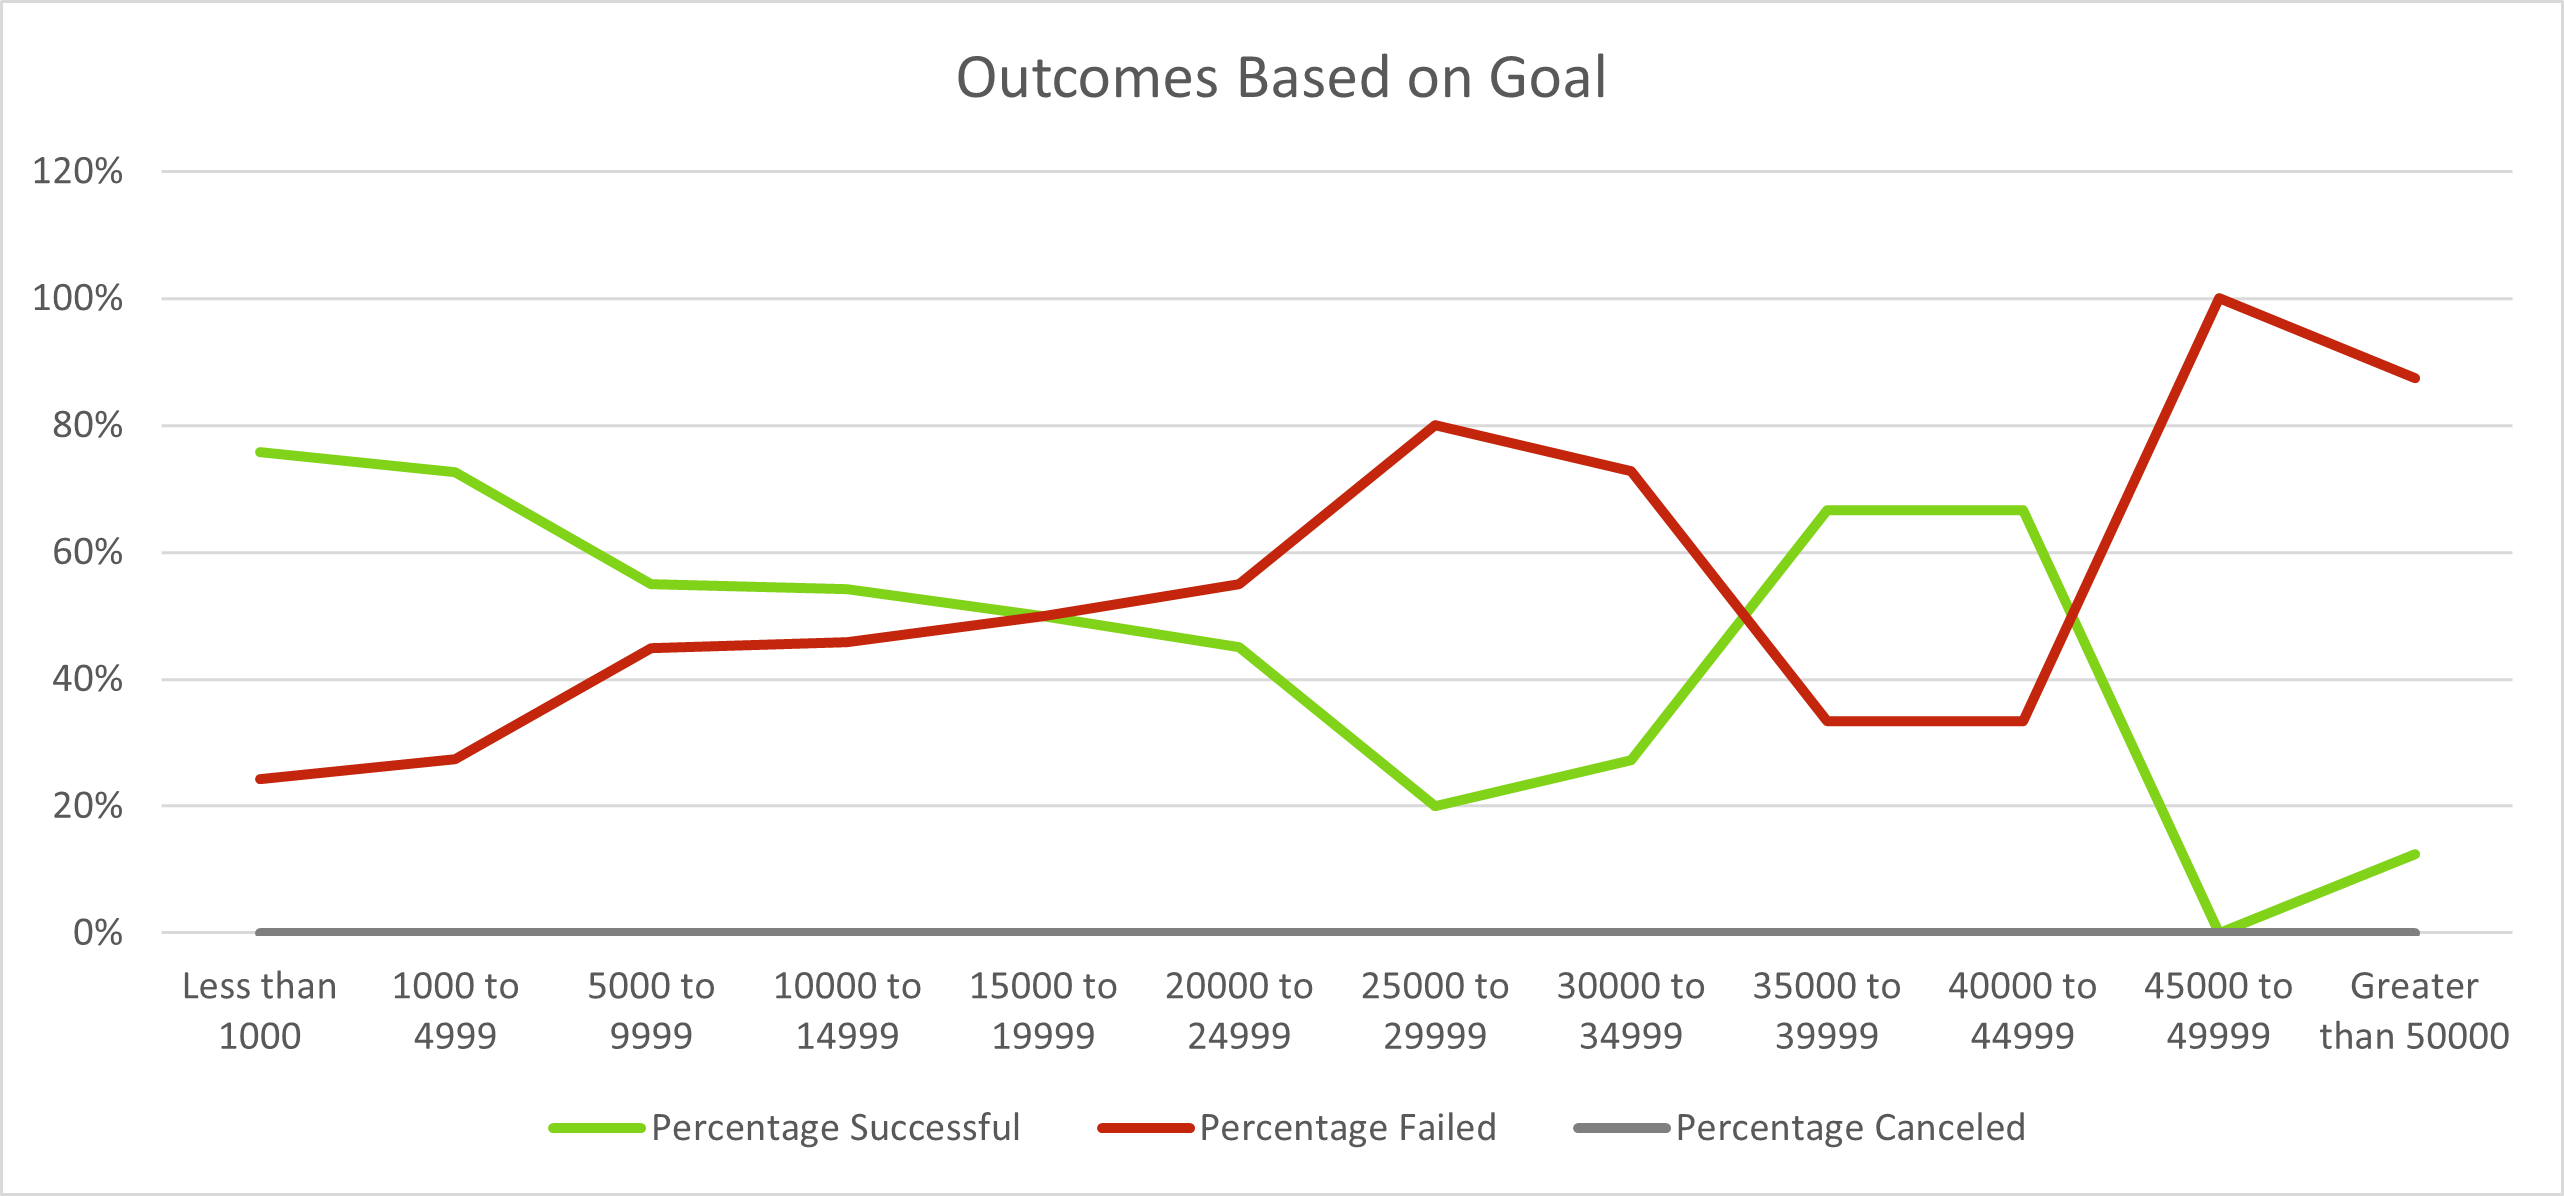 Outcomes Based on Goal
120%
100%
80%
60%
40%
20%
0%
Less than 1000
1000 to 4999
5000 to 9999
10000 to 14999
15000 to 19999
20000 to 24999
25000 to 29999
30000 to 34999
35000 to 39999
40000 to 44999
45000 to 49999
Greater than 50000
Percentage Successful
Percentage Failed
Percentage Canceled